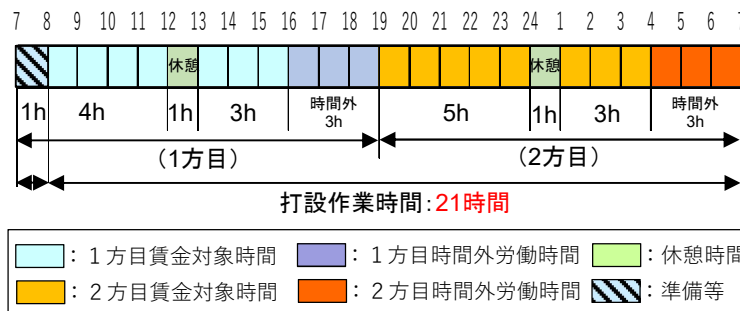 7 8 9 10 11 12 13 14 15 16 17 18 19 20 21 22 23 24 1 2 3 4 5 6
休憩 休憩
1h 4h 1h 3h 時間外 3h 5h 1h 3h 時間外 3h
(1方目) (2方目)
打設作業時間:21時間
:1方目賃金対象時間 :1方目時間外労働時間 :休憩時間
:2方目賃金対象時間 :2方目時間外労働時間 :準備等